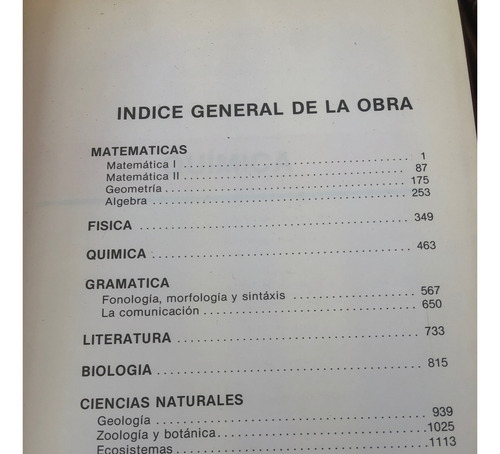 INDICE GENERAL DE LA OBRA
MATEMATICAS
Matemática I ........................ 1
Matemática II ........................ 87
Geometría ........................ 175
Algebra ........................ 253
FISICA ........................ 349
QUIMICA ........................ 463
GRAMATICA
Fonología, morfología y sintáxis ........................ 567
La comunicación ........................ 650
LITERATURA ........................ 733
BIOLOGIA ........................ 815
CIENCIAS NATURALES
Geología ........................ 939
Zoología y botánica ........................ 1025
Ecosistemas ........................ 1113